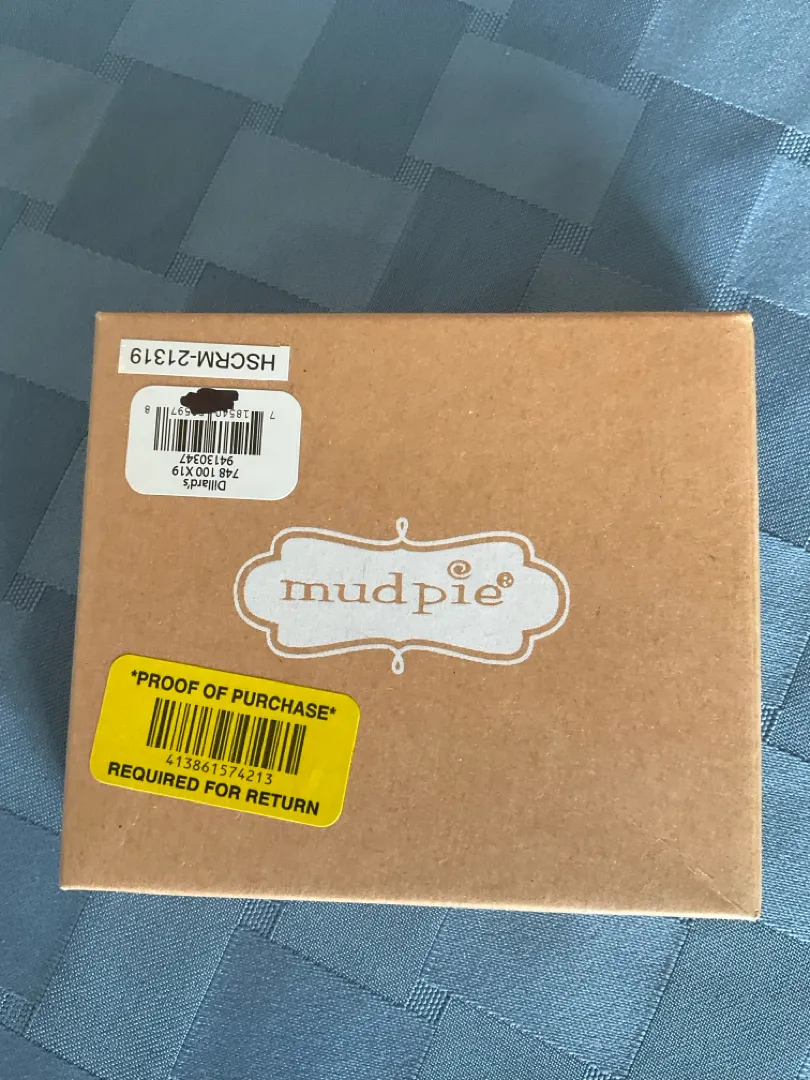 HSCRM-21319
Dillard's
748 100 X19
94130347
mudpie®
*PROOF OF PURCHASE*
413861574213
REQUIRED FOR RETURN